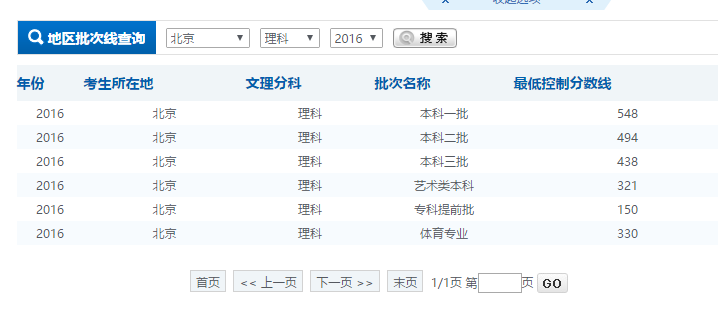 收起选项
地区批次线查询 北京 理科 2016 搜索
年份 考生所在地 文理分科 批次名称 最低控制分数线
2016 北京 理科 本科一批 548
2016 北京 理科 本科二批 494
2016 北京 理科 本科三批 438
2016 北京 理科 艺术类本科 321
2016 北京 理科 专科提前批 150
2016 北京 理科 体育专业 330
首页 << 上一页 下一页 >> 末页 1/1页 第 页 GO